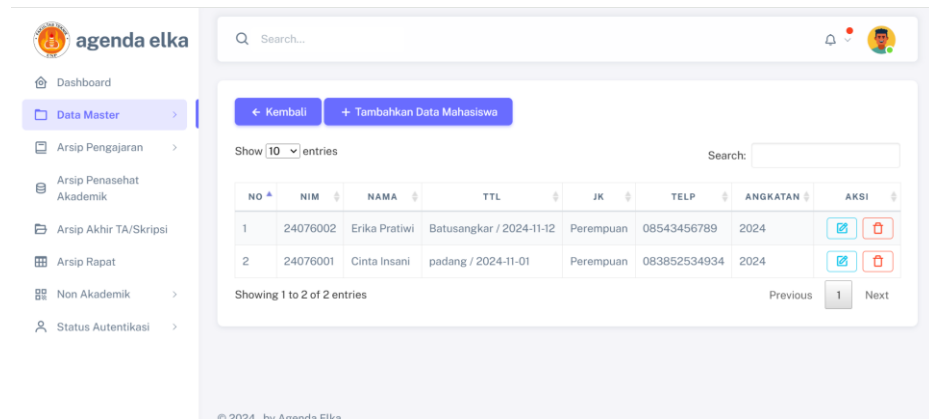 agenda elka
Search...
Dashboard
Data Master
Arsip Pengajaran
Arsip Penasehat
Akademik
Arsip Akhir TA/Skripsi
Arsip Rapat
Non Akademik
Status Autentikasi
Kembali
+ Tambahkan Data Mahasiswa
Show 10 entries
Search:
NO NIM NAMA TTL JK TELP ANGKATAN AKSI
1 24076002 Erika Pratiwi Batusangkar / 2024-11-12 Perempuan 08543456789 2024
2 24076001 Cinta Insani padang / 2024-11-01 Perempuan 083852534934 2024
Showing 1 to 2 of 2 entries
Previous 1 Next
© 2024 , by Agenda Elka